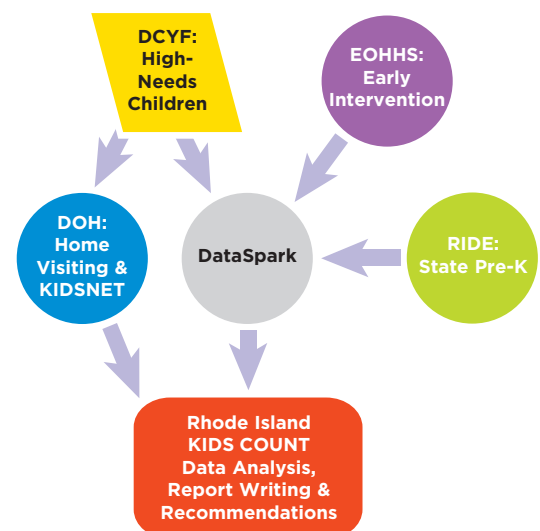 DCYF:
High-
Needs
Children
EOHHS:
Early
Intervention
DOH:
Home
Visiting &
KIDSNET
DataSpark
RIDE:
State Pre-K
Rhode Island
KIDS COUNT
Data Analysis,
Report Writing &
Recommendations